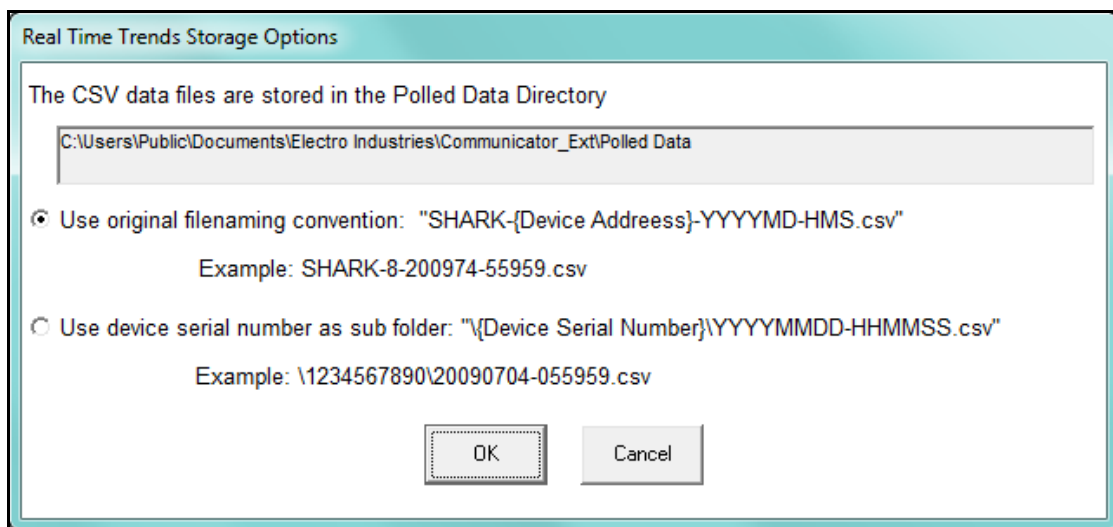 Real Time Trends Storage Options
The CSV data files are stored in the Polled Data Directory
C:\Users\Public\Documents\Electro Industries\Communicator_Ext\Polled Data
Use original filenaming convention: "SHARK-{Device Addreess}-YYYYMD-HMS.csv"
Example: SHARK-8-200974-55959.csv
Use device serial number as sub folder: "\{Device Serial Number}\YYYYMMDD-HHMMSS.csv"
Example: \1234567890\20090704-055959.csv
OK Cancel